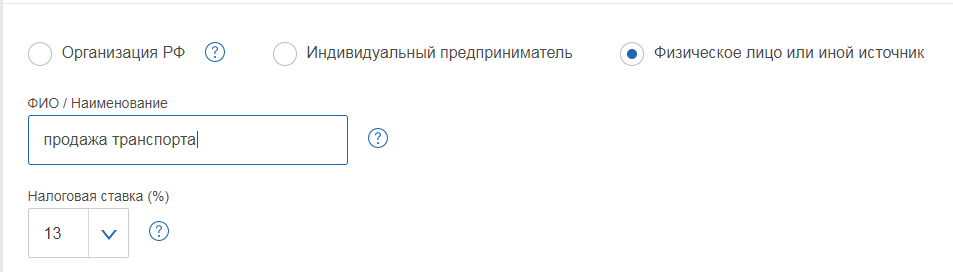 Организация РФ ? Индивидуальный предприниматель Физическое лицо или иной источник
ФИО / Наименование
продажа транспорта ?
Налоговая ставка (%)
13 ?